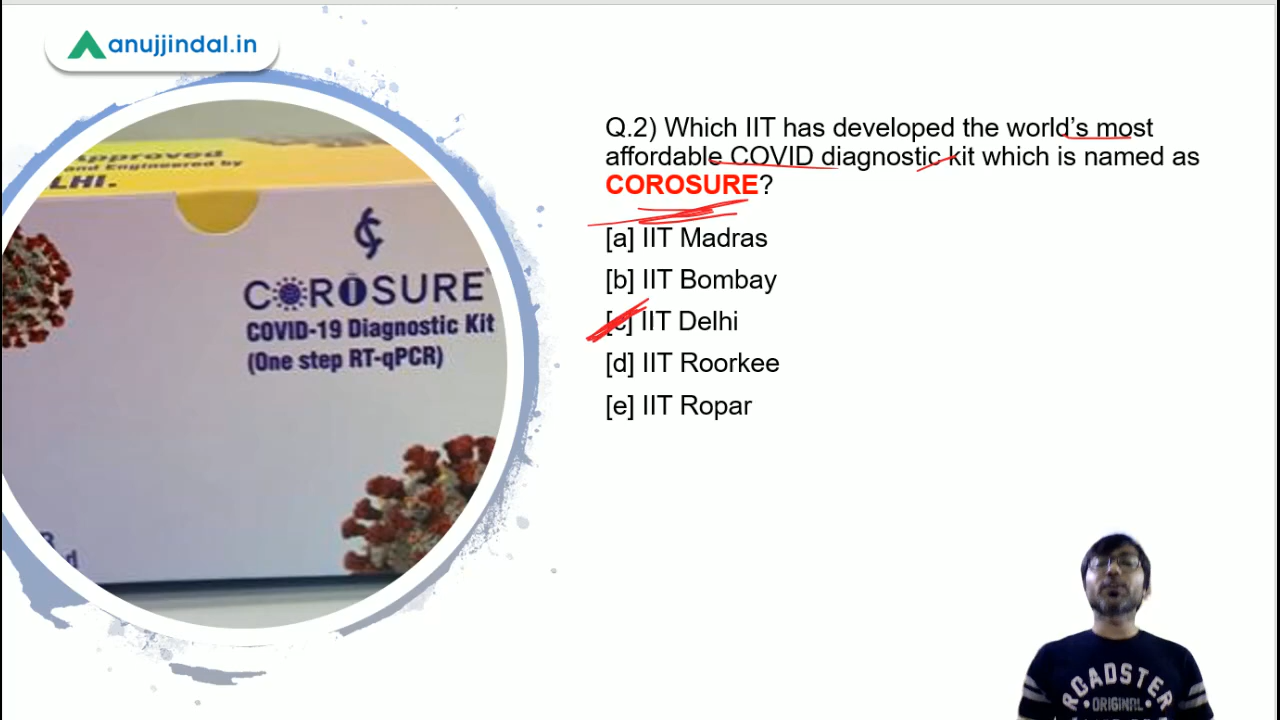 anujjindal.in
Approved
and Engineered by
LHI.
COROSURE
COVID-19 Diagnostic Kit
(One step RT-qPCR)
Q.2) Which IIT has developed the world's most
affordable COVID diagnostic kit which is named as
COROSURE?
[a] IIT Madras
[b] IIT Bombay
[c] IIT Delhi
[d] IIT Roorkee
[e] IIT Ropar
ROADSTER
ORIGINAL